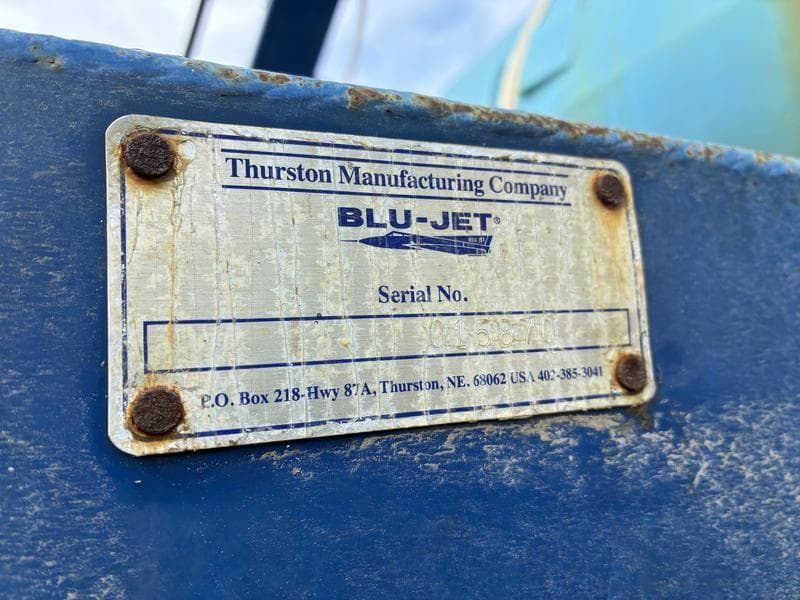 Thurston Manufacturing Company
BLU-JET®
Serial No.
015870
P.O. Box 218-Hwy 87A, Thurston, NE. 68062 USA 402-385-3041